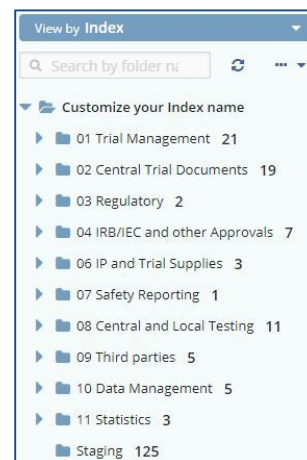 View by Index
Search by folder na
Customize your Index name
01 Trial Management 21
02 Central Trial Documents 19
03 Regulatory 2
04 IRB/IEC and other Approvals 7
06 IP and Trial Supplies 3
07 Safety Reporting 1
08 Central and Local Testing 11
09 Third parties 5
10 Data Management 5
11 Statistics 3
Staging 125